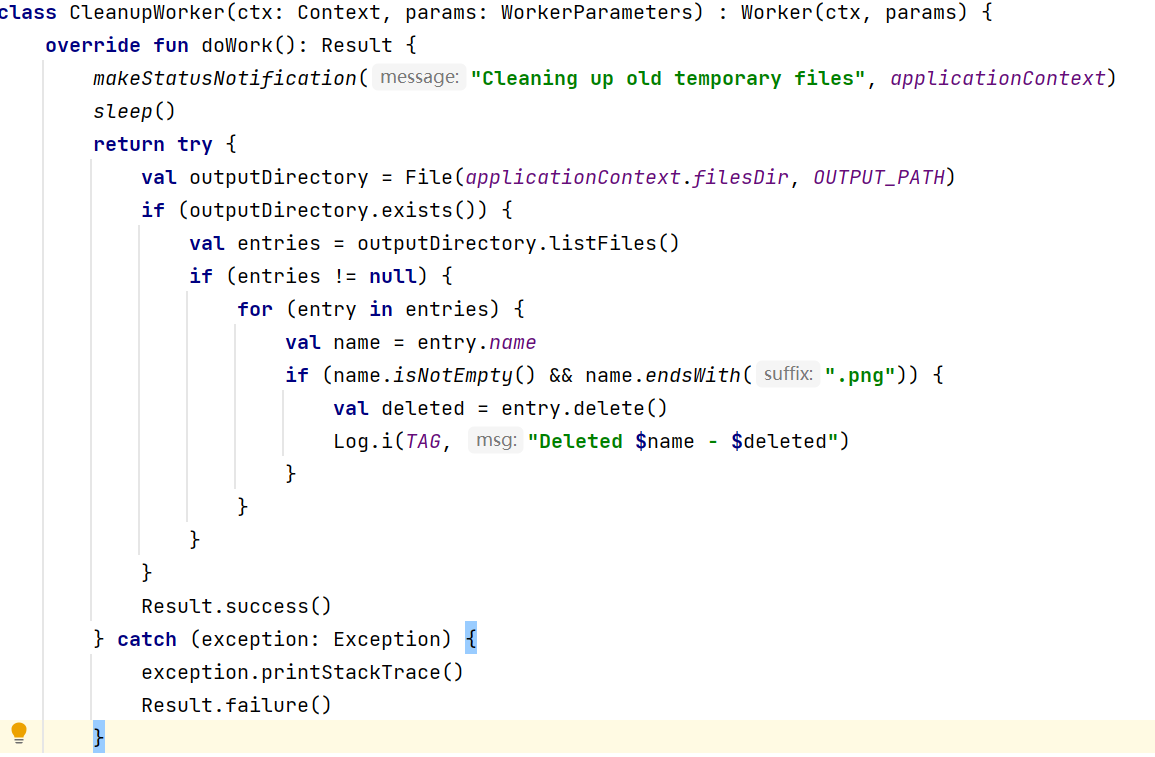 class CleanupWorker(ctx: Context, params: WorkerParameters) : Worker(ctx, params) {
    override fun doWork(): Result {
        makeStatusNotification( message: "Cleaning up old temporary files", applicationContext)
        sleep()
        return try {
            val outputDirectory = File(applicationContext.filesDir, OUTPUT_PATH)
            if (outputDirectory.exists()) {
                val entries = outputDirectory.listFiles()
                if (entries != null) {
                    for (entry in entries) {
                        val name = entry.name
                        if (name.isNotEmpty() && name.endsWith( suffix: ".png")) {
                            val deleted = entry.delete()
                            Log.i(TAG, msg: "Deleted $name - $deleted")
                        }
                    }
                }
            }
            Result.success()
        } catch (exception: Exception) {
            exception.printStackTrace()
            Result.failure()
        }